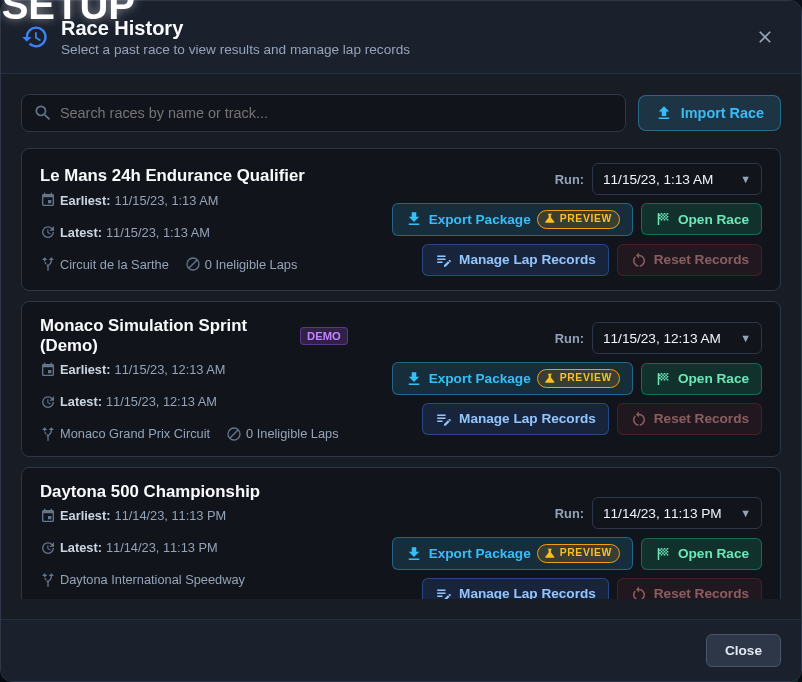 SETUP
Race History
Select a past race to view results and manage lap records
Search races by name or track...
Import Race
Le Mans 24h Endurance Qualifier
Earliest: 11/15/23, 1:13 AM
Latest: 11/15/23, 1:13 AM
Circuit de la Sarthe 0 Ineligible Laps
Run: 11/15/23, 1:13 AM
Export Package PREVIEW Open Race
Manage Lap Records Reset Records
Monaco Simulation Sprint
(Demo)
DEMO
Earliest: 11/15/23, 12:13 AM
Latest: 11/15/23, 12:13 AM
Monaco Grand Prix Circuit 0 Ineligible Laps
Run: 11/15/23, 12:13 AM
Export Package PREVIEW Open Race
Manage Lap Records Reset Records
Daytona 500 Championship
Earliest: 11/14/23, 11:13 PM
Latest: 11/14/23, 11:13 PM
Daytona International Speedway
Run: 11/14/23, 11:13 PM
Export Package PREVIEW Open Race
Manage Lap Records Reset Records
Close